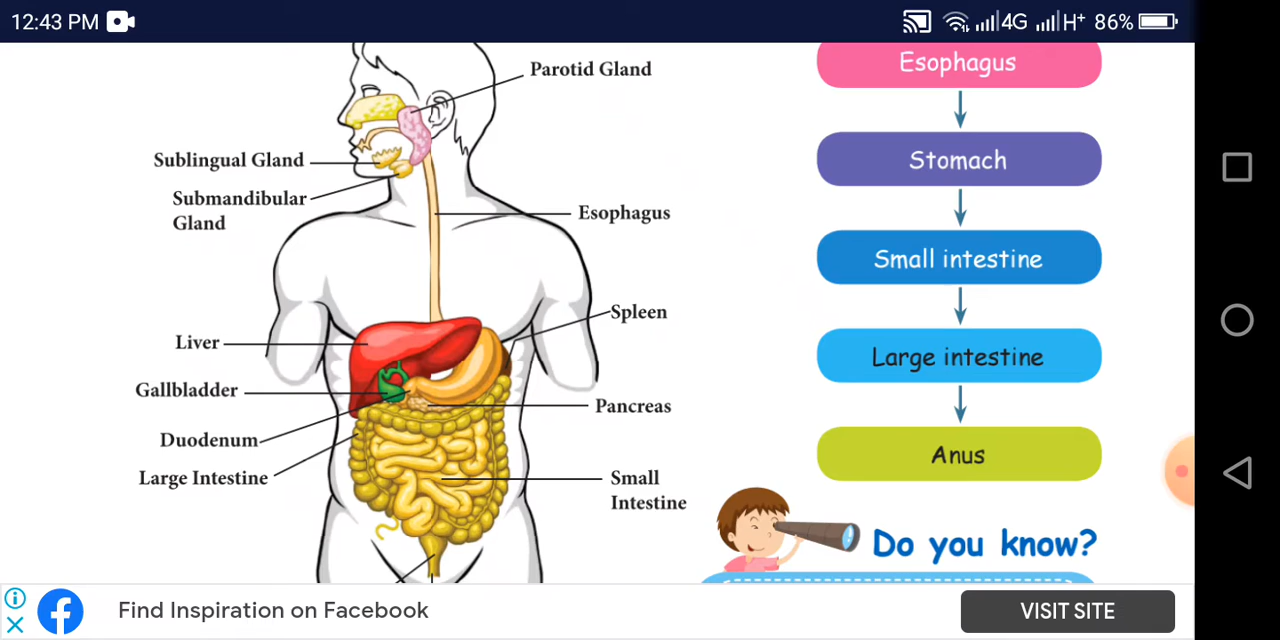 12:43 PM
4G H+ 86%
Parotid Gland
Sublingual Gland
Submandibular
Gland
Esophagus
Spleen
Liver
Gallbladder
Pancreas
Duodenum
Large Intestine
Small
Intestine
Esophagus
Stomach
Small intestine
Large intestine
Anus
Do you know?
Find Inspiration on Facebook
VISIT SITE